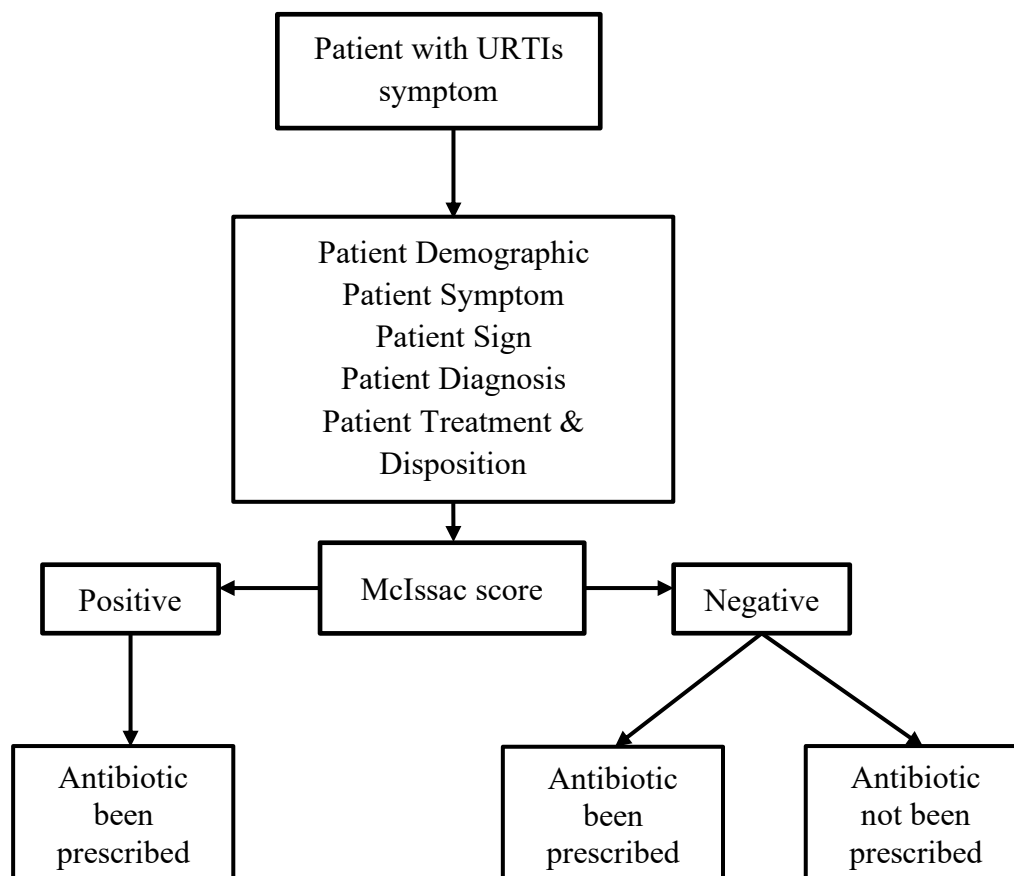 Patient with URTIs
symptom
Patient Demographic
Patient Symptom
Patient Sign
Patient Diagnosis
Patient Treatment &
Disposition
McIssac score
Positive
Negative
Antibiotic
been
prescribed
Antibiotic
been
prescribed
Antibiotic
not been
prescribed